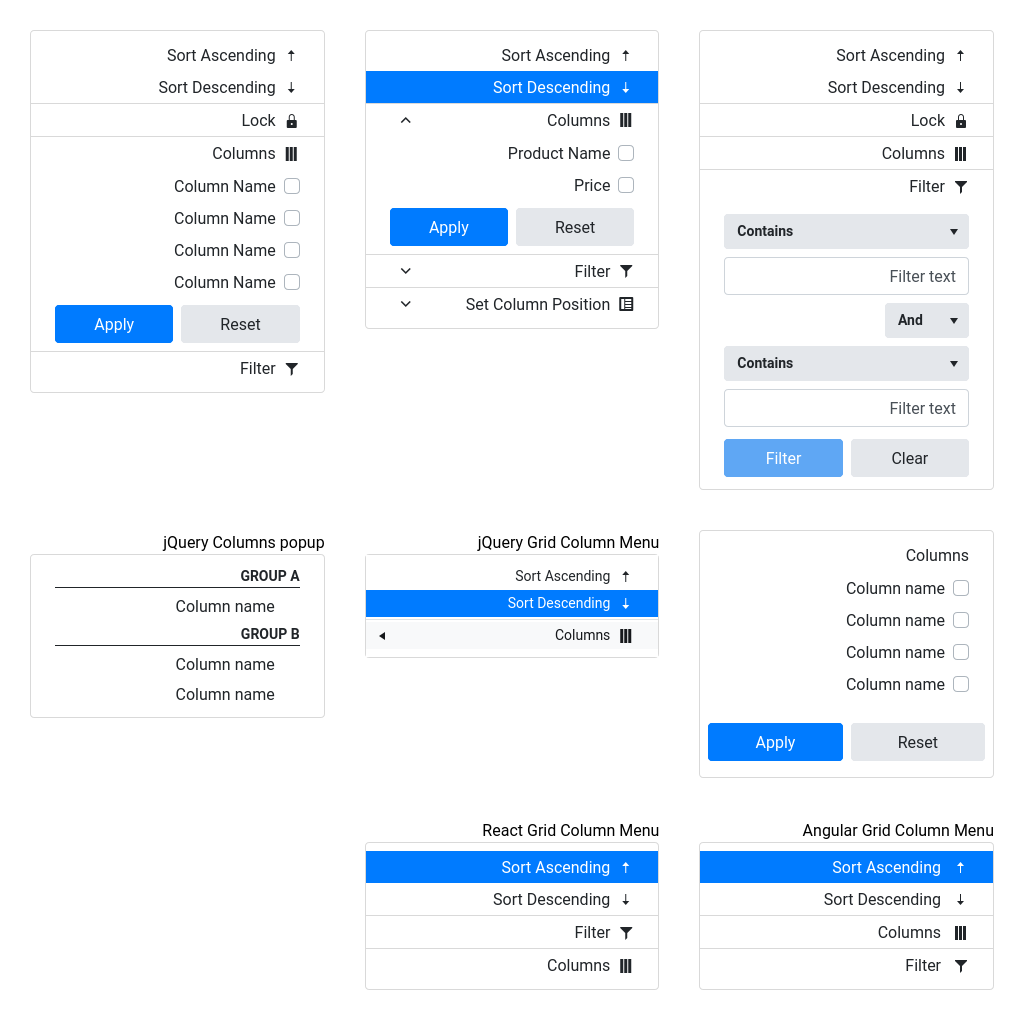 Sort Ascending
Sort Descending
Lock
Columns
Column Name
Column Name
Column Name
Column Name
Apply Reset
Filter
Sort Ascending
Sort Descending
Columns
Product Name
Price
Apply Reset
Filter
Set Column Position
Sort Ascending
Sort Descending
Lock
Columns
Filter
Contains
Filter text
And
Contains
Filter text
Filter Clear
jQuery Columns popup
GROUP A
Column name
GROUP B
Column name
Column name
jQuery Grid Column Menu
Sort Ascending
Sort Descending
Columns
Columns
Column name
Column name
Column name
Column name
Apply Reset
React Grid Column Menu
Sort Ascending
Sort Descending
Filter
Columns
Angular Grid Column Menu
Sort Ascending
Sort Descending
Columns
Filter